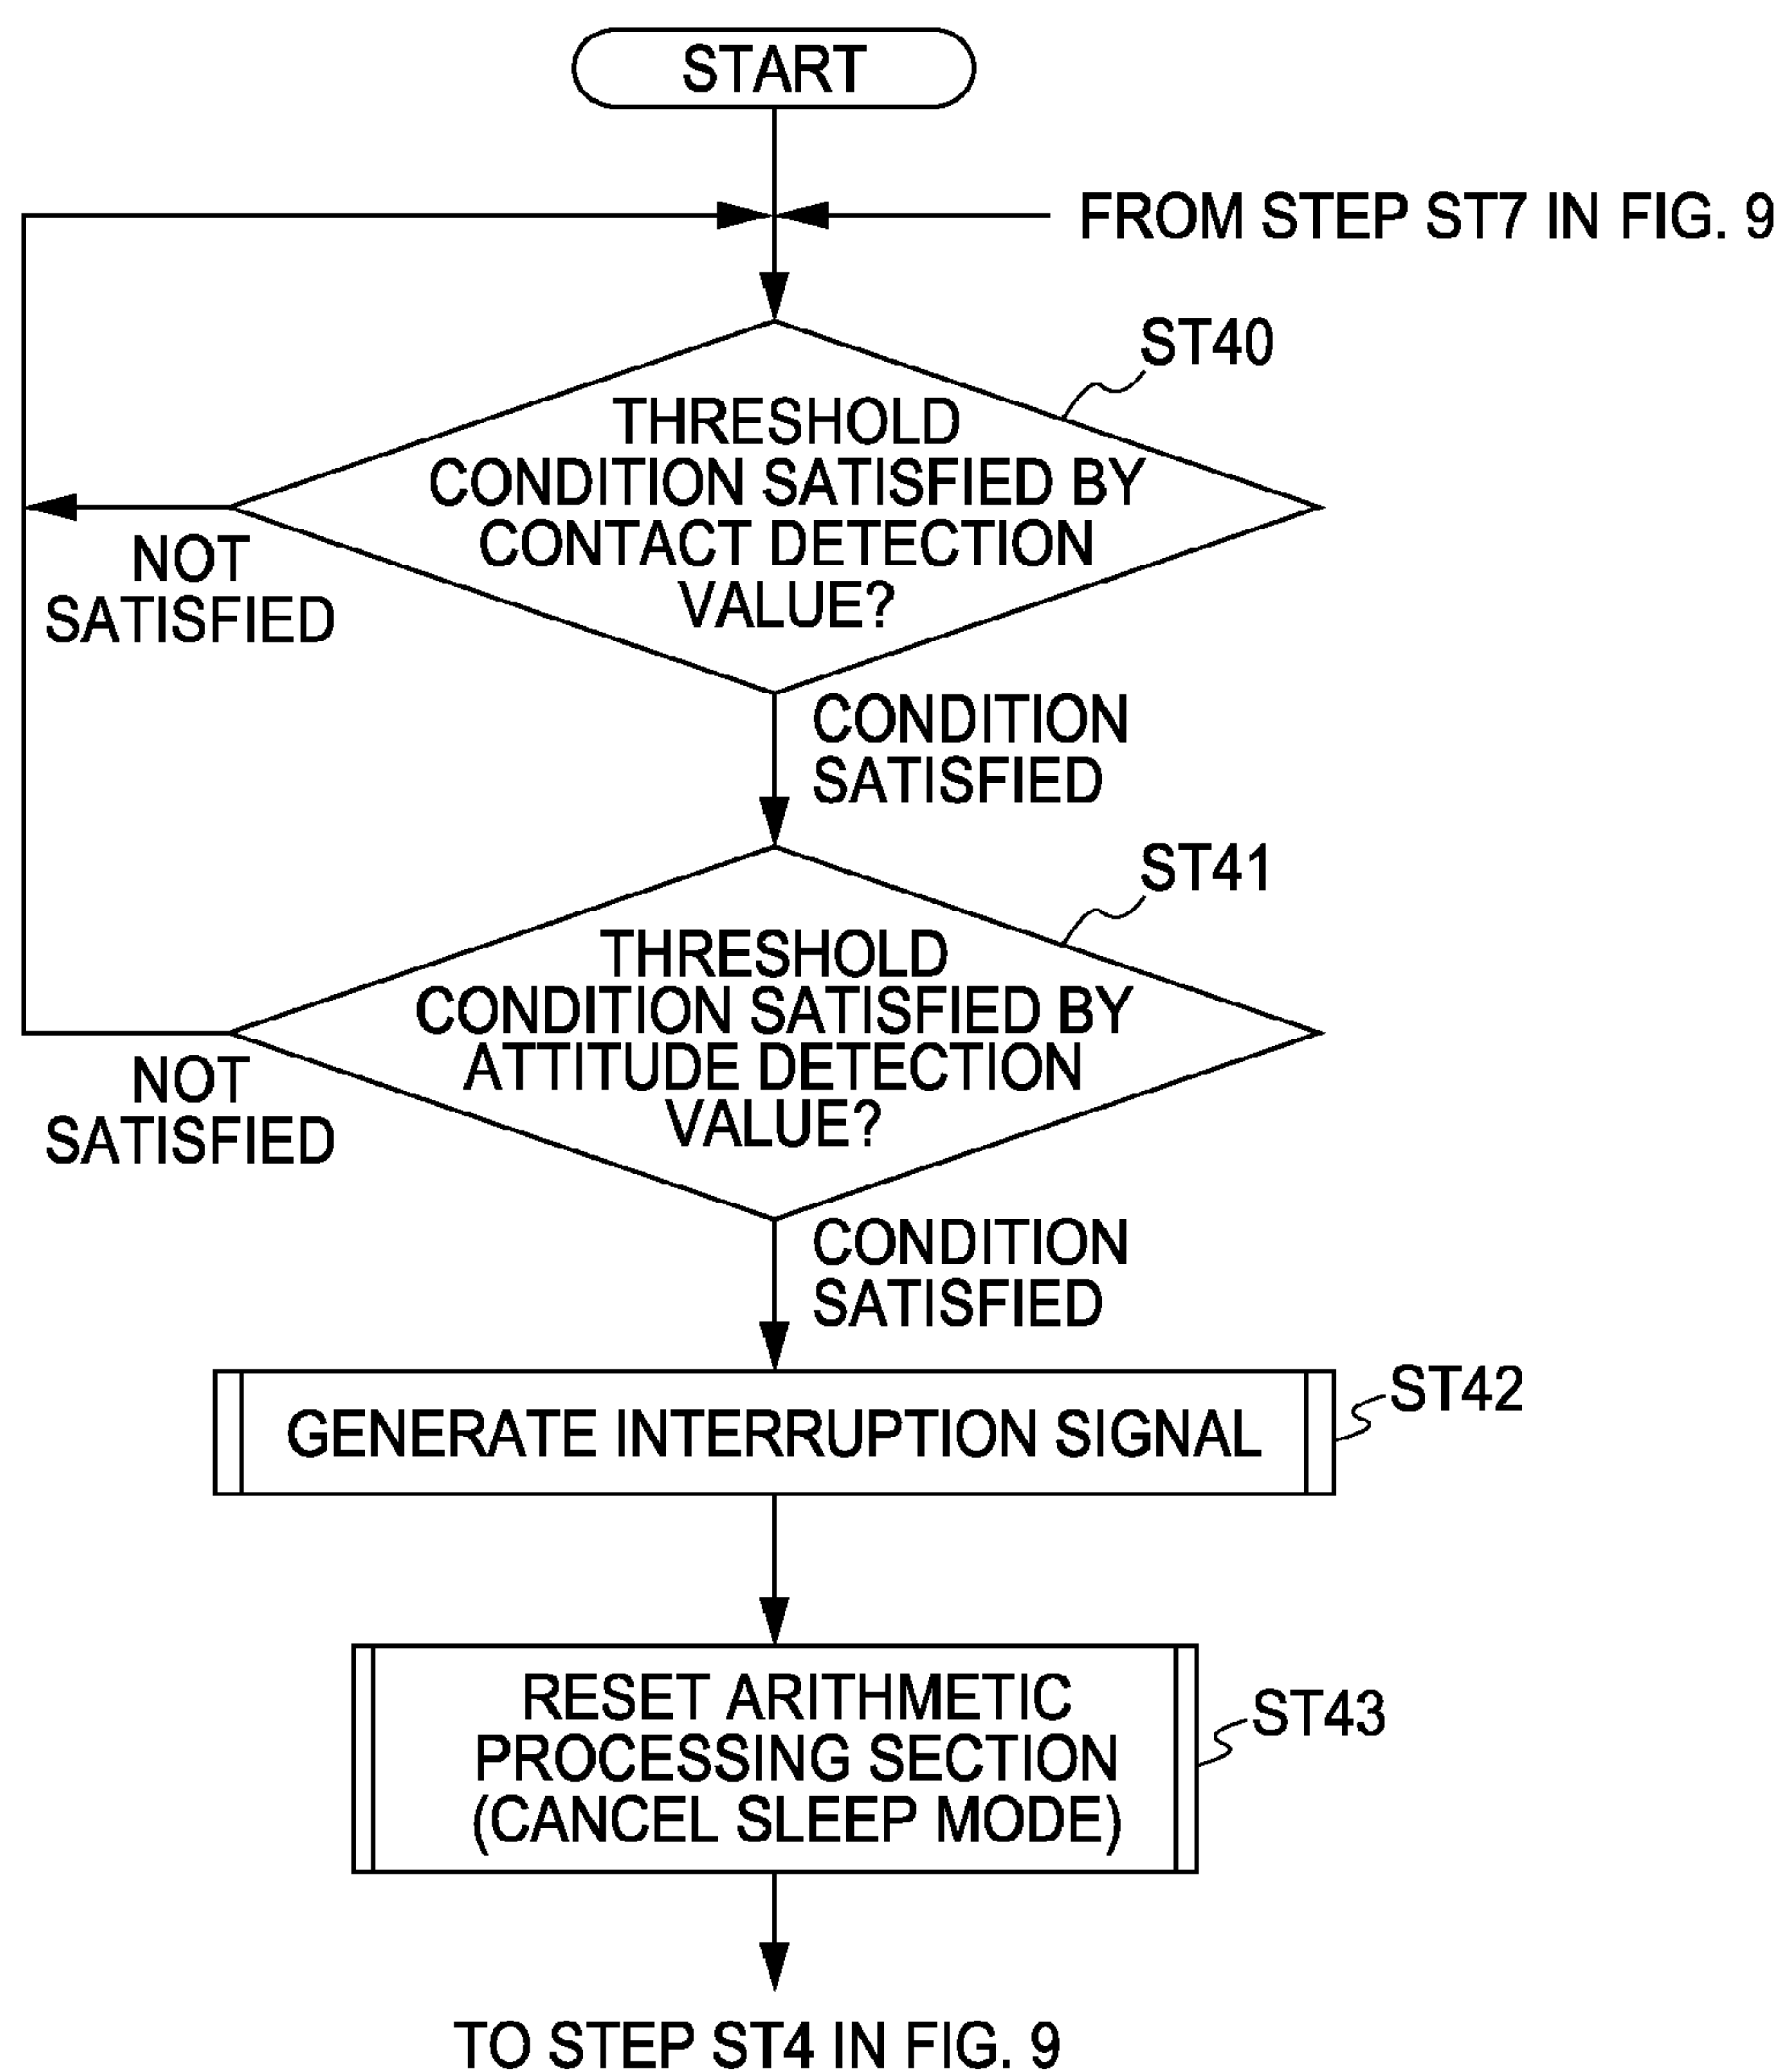 START
FROM STEP ST7 IN FIG. 9
ST40
THRESHOLD
CONDITION SATISFIED BY
CONTACT DETECTION
VALUE?
NOT
SATISFIED
CONDITION
SATISFIED
ST41
THRESHOLD
CONDITION SATISFIED BY
ATTITUDE DETECTION
VALUE?
NOT
SATISFIED
CONDITION
SATISFIED
ST42
GENERATE INTERRUPTION SIGNAL
RESET ARITHMETIC
PROCESSING SECTION
(CANCEL SLEEP MODE)
ST43
TO STEP ST4 IN FIG. 9